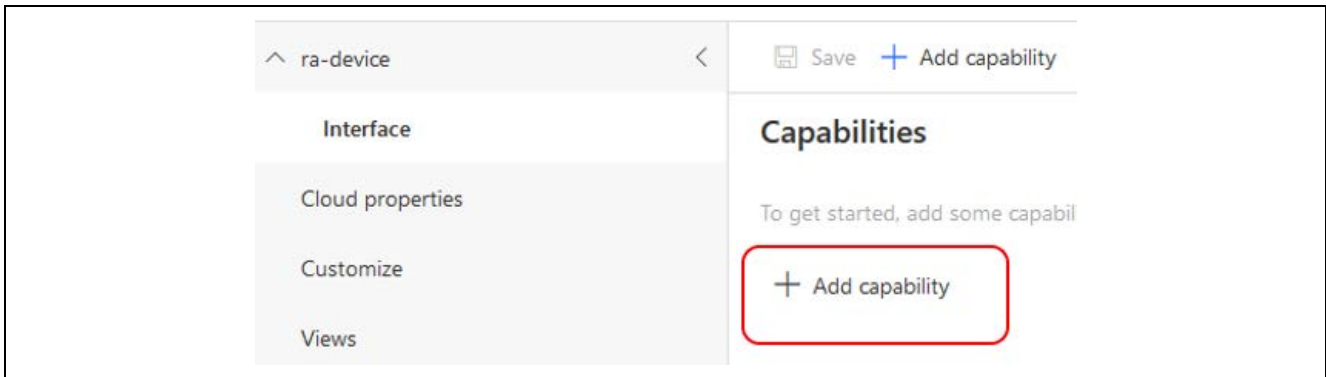 ra-device
Interface
Cloud properties
Customize
Views
Save + Add capability
Capabilities
To get started, add some capabil
+ Add capability